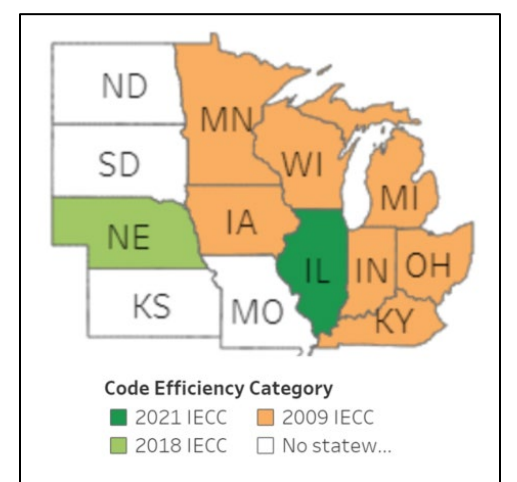 ND
MN
SD
WI
MI
NE
IA
IL
IN
OH
KS
MO
KY
Code Efficiency Category
2021 IECC
2009 IECC
2018 IECC
No statew...